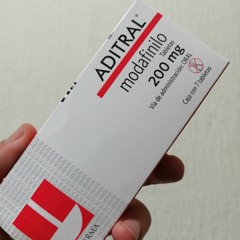 ADITRAL®
modafinilo
Tabletas
200 mg
Vía de administración: ORAL
Caja con 7 tabletas